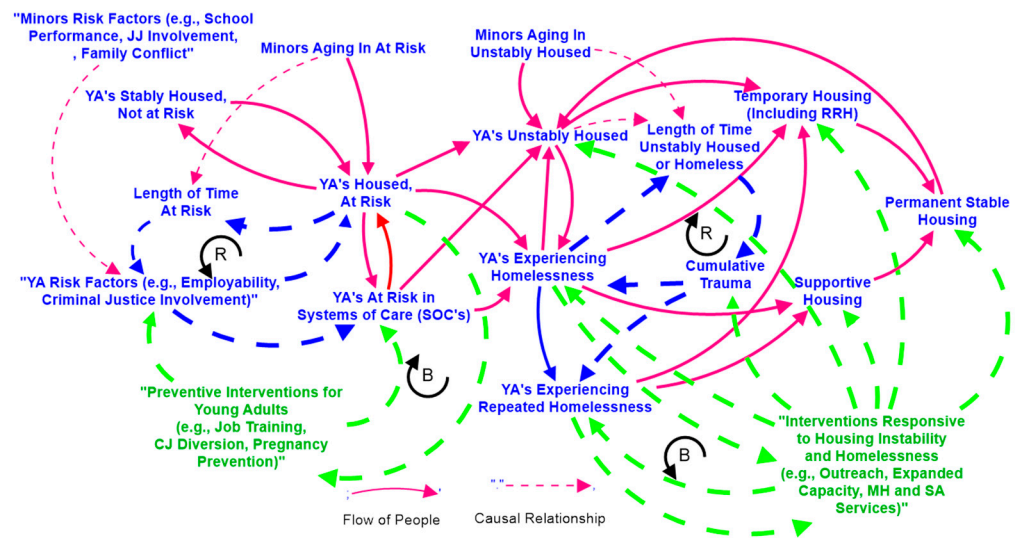 "Minors Risk Factors (e.g., School
Performance, JJ Involvement,
, Family Conflict"
Minors Aging In At Risk
Minors Aging In
Unstably Housed
YA's Stably Housed,
Not at Risk
Temporary Housing
(Including RRH)
YA's Unstably Housed
Length of Time
Unstably Housed
or Homeless
Length of Time
At Risk
YA's Housed,
At Risk
Permanent Stable
Housing
R
R
"YA Risk Factors (e.g., Employability,
Criminal Justice Involvement)"
YA's Experiencing
Homelessness
Cumulative
Trauma
YA's At Risk in
Systems of Care (SOC's)
Supportive
Housing
B
"Preventive Interventions for
Young Adults
(e.g., Job Training,
CJ Diversion, Pregnancy
Prevention)"
YA's Experiencing
Repeated Homelessness
B
"Interventions Responsive
to Housing Instability
and Homelessness
(e.g., Outreach, Expanded
Capacity, MH and SA
Services)"
Flow of People
Causal Relationship